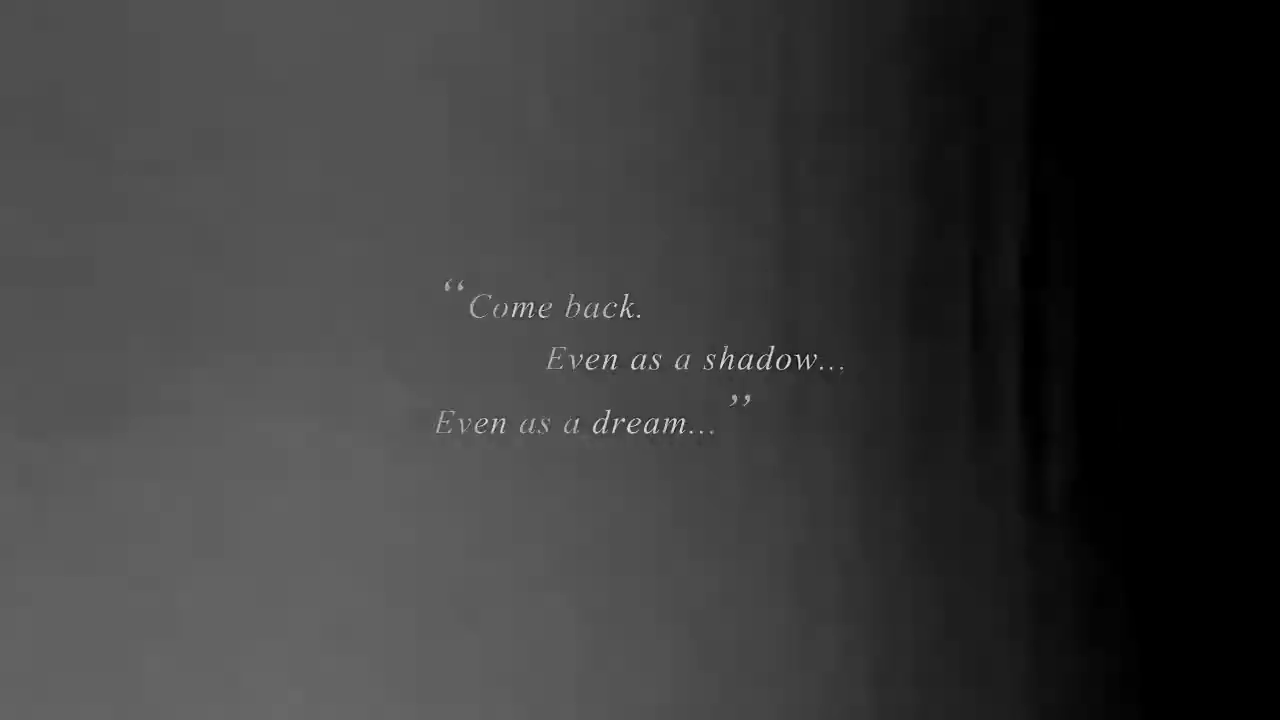 “Come back.
Even as a shadow...
Even as a dream...”